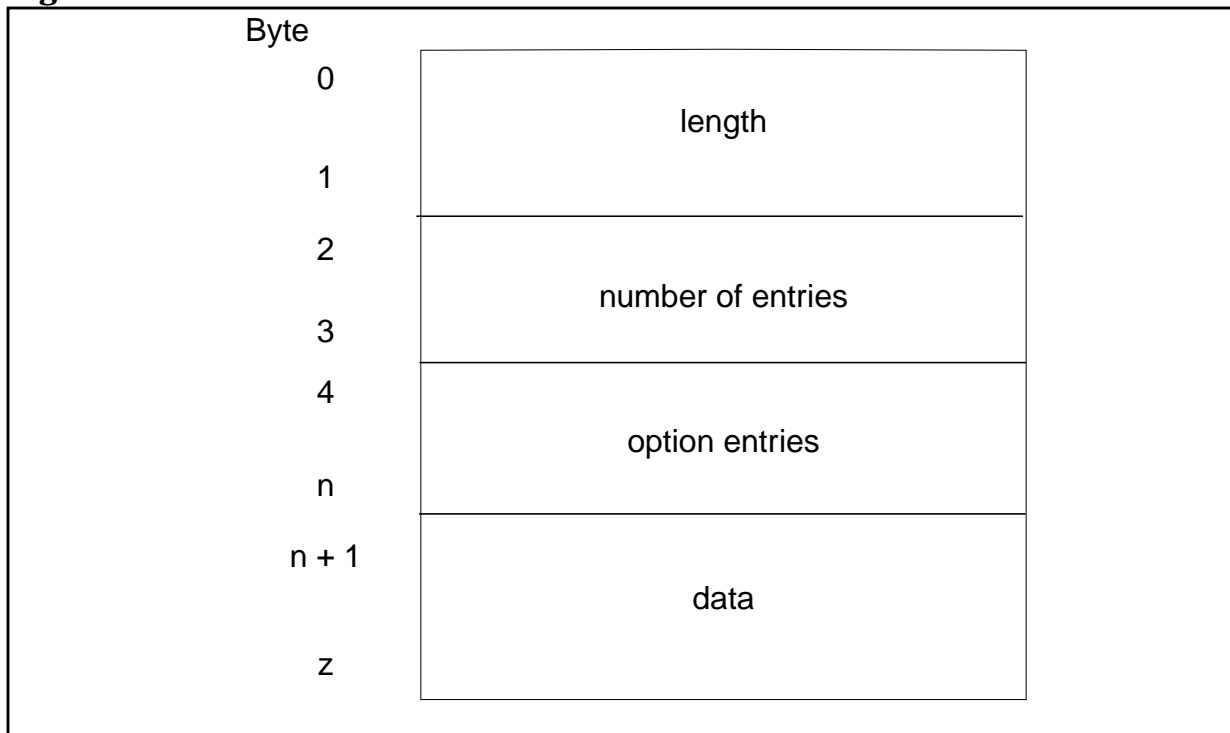 Byte
0
length
1
2
number of entries
3
4
option entries
n
n + 1
data
z